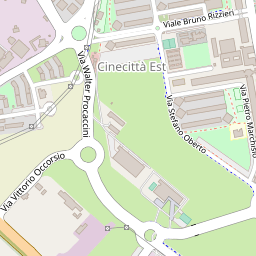 Viale Bruno Rizzieri
Via Walter Procaccini
Cinecittà Est
Via Stefano Oberto
Via Pietro Marchisio
Via Vittorio Occorsio